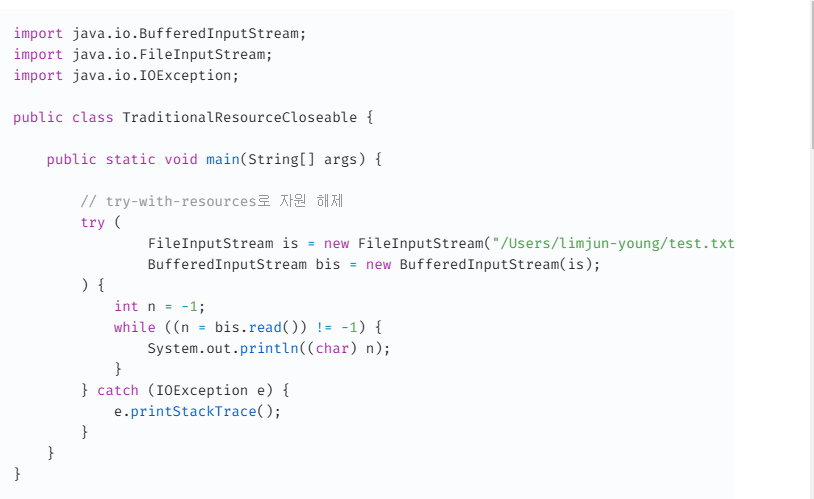 import java.io.BufferedInputStream;
import java.io.FileInputStream;
import java.io.IOException;

public class TraditionalResourceCloseable {

    public static void main(String[] args) {

        // try-with-resources로 자원 해제
        try (
                FileInputStream is = new FileInputStream("/Users/limjun-young/test.txt
                BufferedInputStream bis = new BufferedInputStream(is);
        ) {
            int n = -1;
            while ((n = bis.read()) != -1) {
                System.out.println((char) n);
            }
        } catch (IOException e) {
            e.printStackTrace();
        }
    }
}